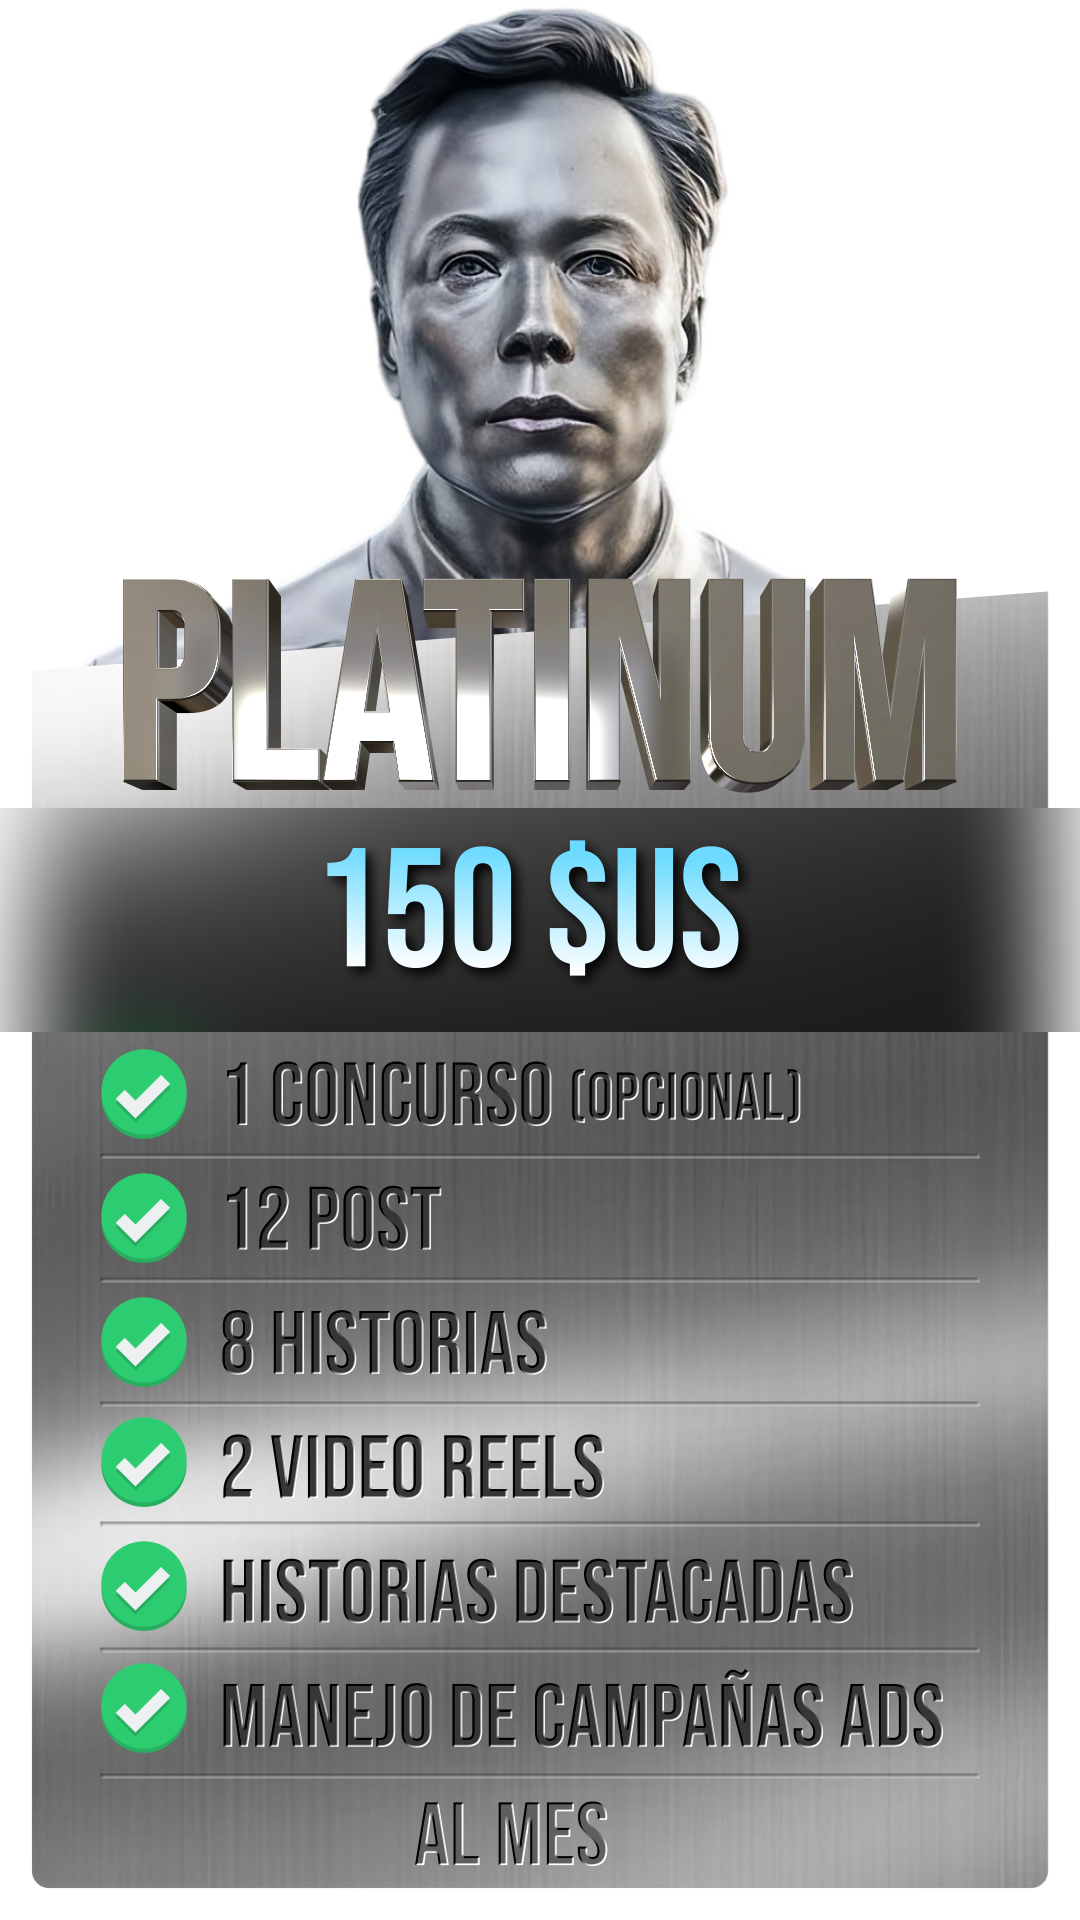 PLATINUM
150 $US
1 CONCURSO (OPCIONAL)
12 POST
8 HISTORIAS
2 VIDEO REELS
HISTORIAS DESTACADAS
MANEJO DE CAMPAÑAS ADS
AL MES